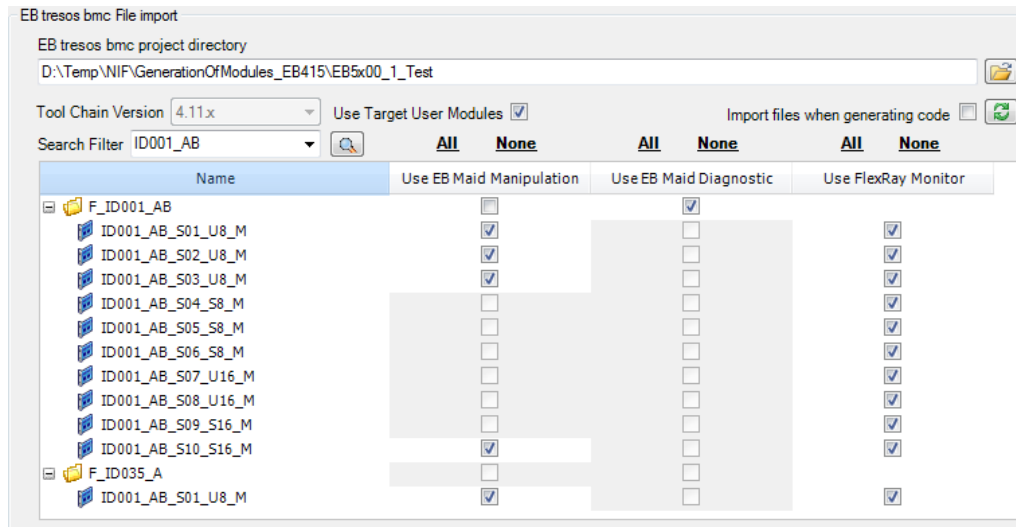 EB tresos bmc File import
EB tresos bmc project directory
D:\Temp\NIF\GenerationOfModules_EB415\EB5x00_1_Test
Tool Chain Version 4.11.x Use Target User Modules Import files when generating code
Search Filter ID001_AB All None All None All None
Name Use EB Maid Manipulation Use EB Maid Diagnostic Use FlexRay Monitor
F_ID001_AB
ID001_AB_S01_U8_M
ID001_AB_S02_U8_M
ID001_AB_S03_U8_M
ID001_AB_S04_S8_M
ID001_AB_S05_S8_M
ID001_AB_S06_S8_M
ID001_AB_S07_U16_M
ID001_AB_S08_U16_M
ID001_AB_S09_S16_M
ID001_AB_S10_S16_M
F_ID035_A
ID001_AB_S01_U8_M